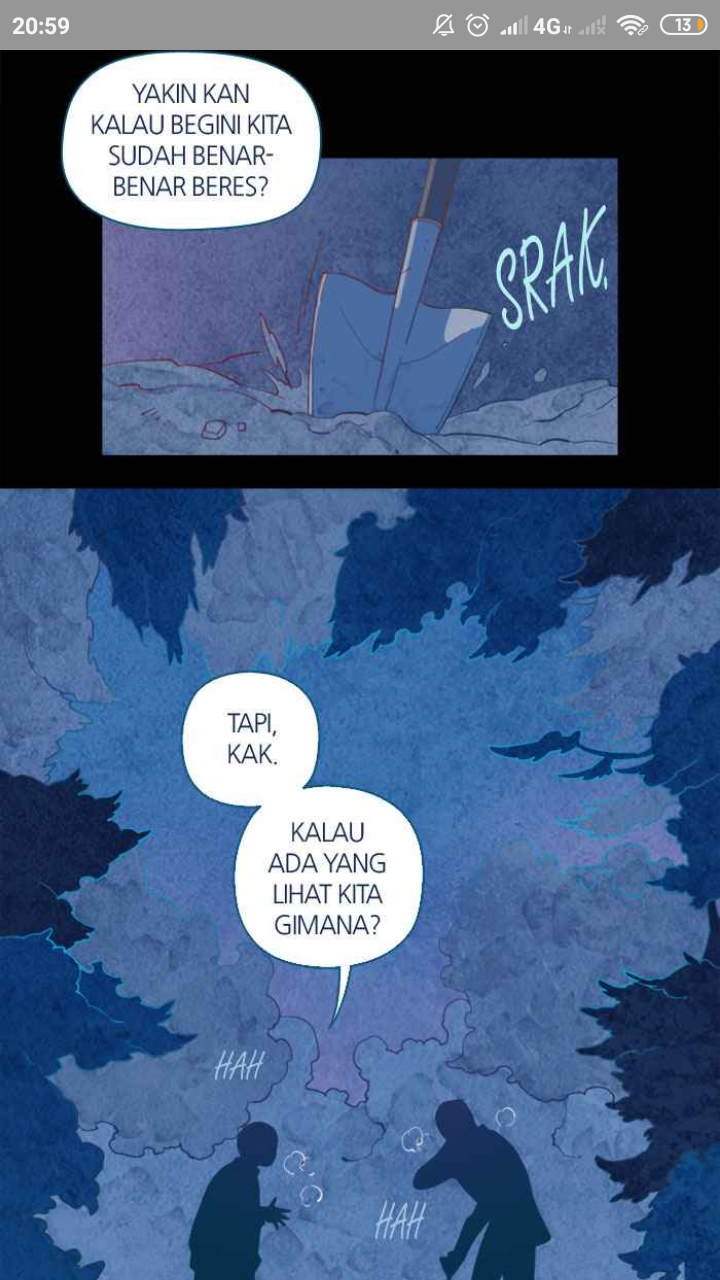 20:59
4G
13
YAKIN KAN
KALAU BEGINI KITA
SUDAH BENAR-
BENAR BERES?
SRAK.
TAPI,
KAK.
KALAU
ADA YANG
LIHAT KITA
GIMANA?
HAH
HAH